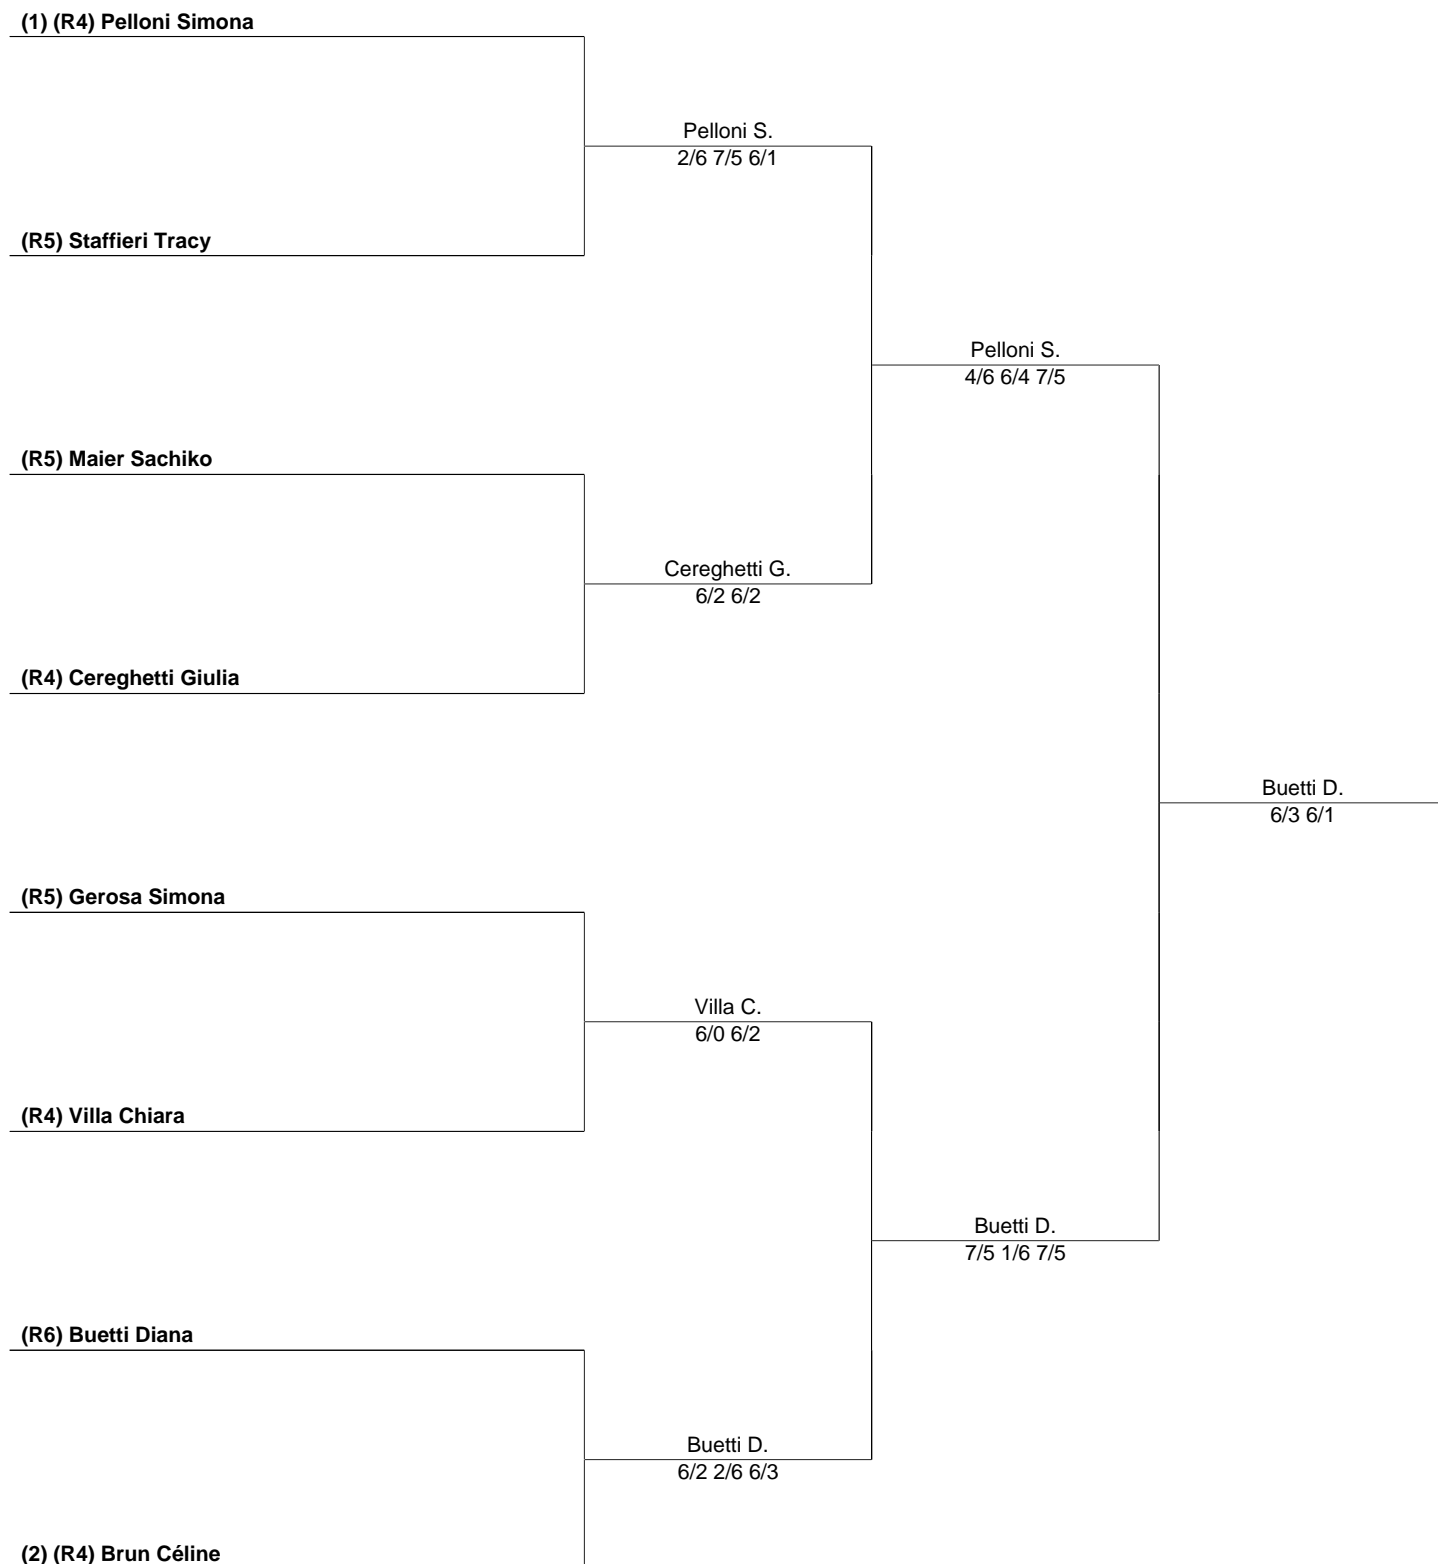 (1) (R4) Pelloni Simona
Pelloni S.
2/6 7/5 6/1
(R5) Staffieri Tracy
Pelloni S.
4/6 6/4 7/5
(R5) Maier Sachiko
Cereghetti G.
6/2 6/2
(R4) Cereghetti Giulia
Buetti D.
6/3 6/1
(R5) Gerosa Simona
Villa C.
6/0 6/2
(R4) Villa Chiara
Buetti D.
7/5 1/6 7/5
(R6) Buetti Diana
Buetti D.
6/2 2/6 6/3
(2) (R4) Brun Céline